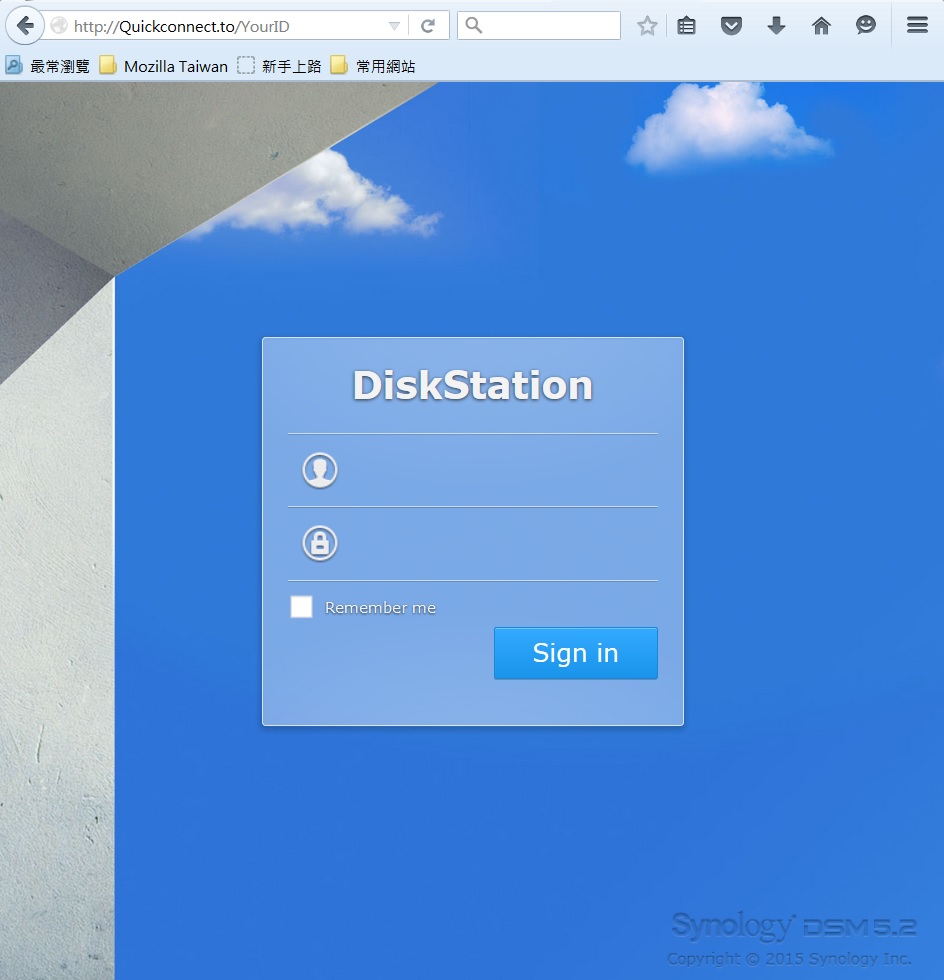 http://Quickconnect.to/YourID
最常瀏覽 Mozilla Taiwan 新手上路 常用網站
DiskStation
Remember me
Sign in
Synology DSM 5.2
Copyright © 2015 Synology Inc.